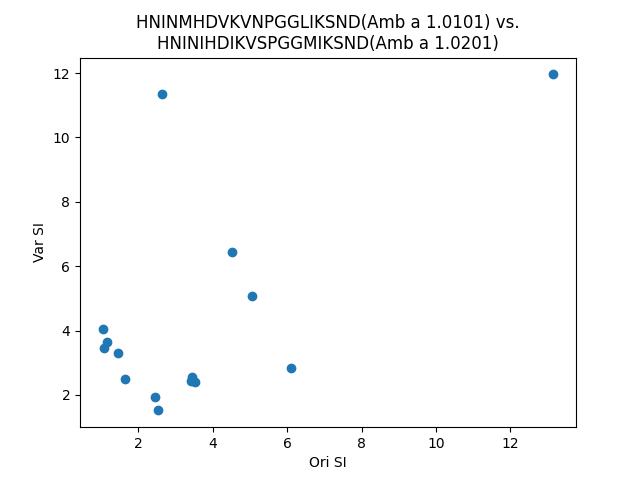 HNINMHDVKVNPGGLIKSND(Amb a 1.0101) vs.
HNINIHDIKVSPGGMIKSND(Amb a 1.0201)
12
10
8
6
4
2
Var SI
2 4 6 8 10 12
Ori SI